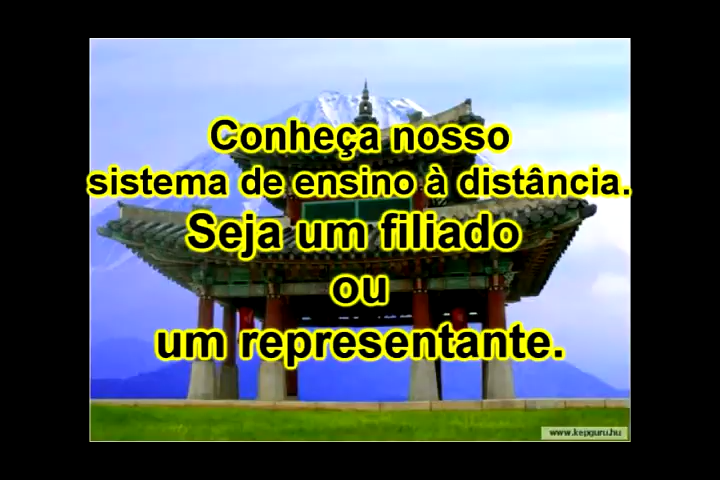 Conheça nosso
sistema de ensino à distância.
Seja um filiado
ou
um representante.
www.kepguru.hu